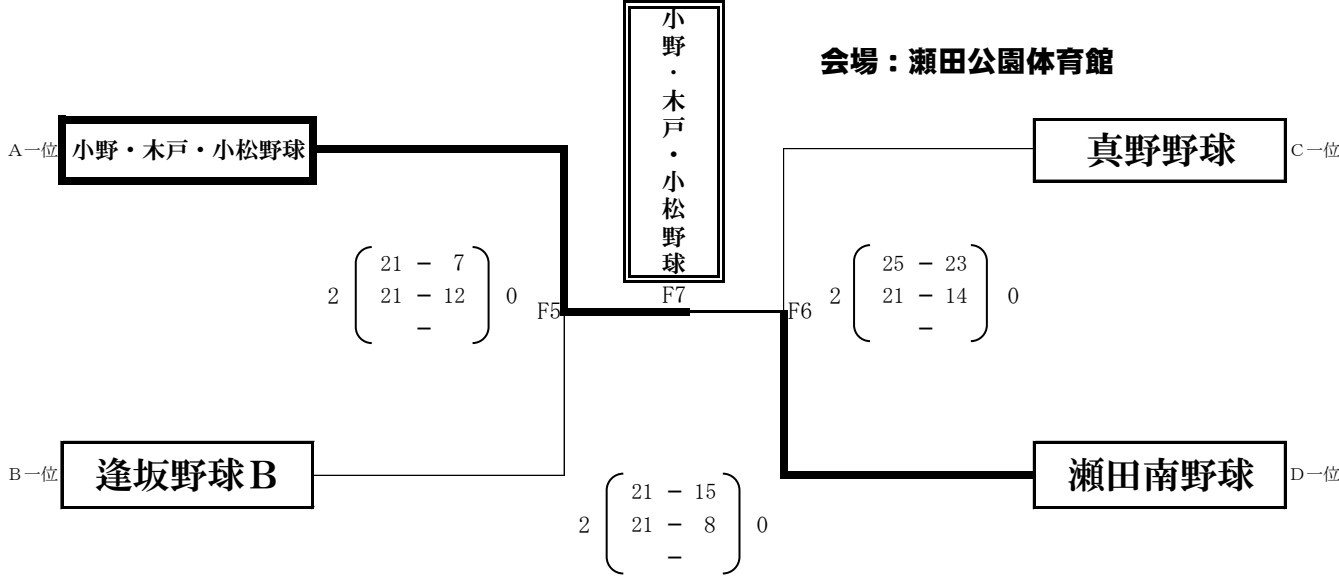 小野・木戸・小松野球
会場：瀬田公園体育館
A一位
小野・木戸・小松野球
真野野球
C一位
2
21 － 7
21 － 12
－
0
F5
F7
F6
2
25 － 23
21 － 14
－
0
B一位
逢坂野球B
瀬田南野球
D一位
2
21 － 15
21 － 8
－
0